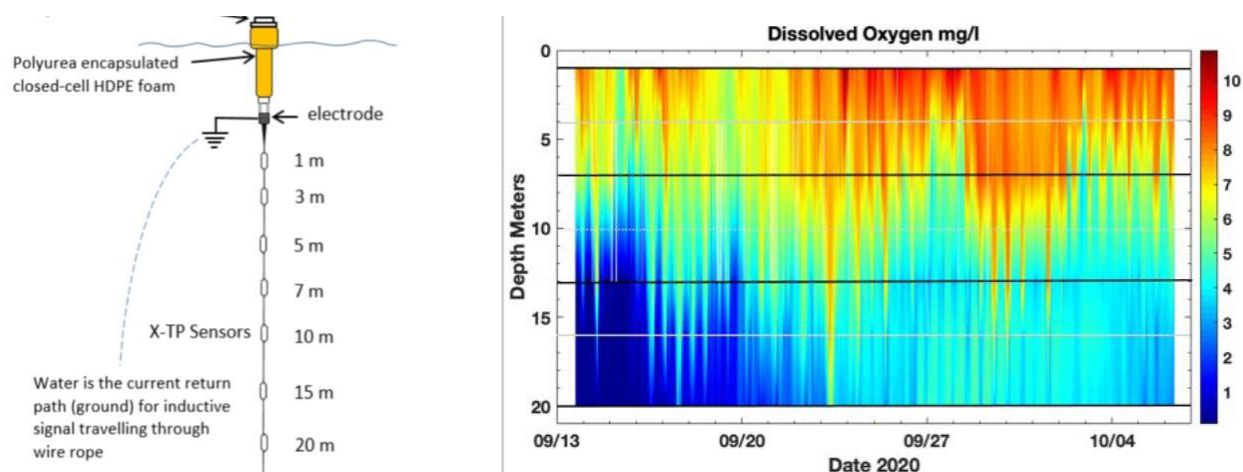 Polyurea encapsulated
closed-cell HDPE foam
electrode
1 m
3 m
5 m
7 m
X-TP Sensors
10 m
15 m
20 m
Water is the current return
path (ground) for inductive
signal travelling through
wire rope
Dissolved Oxygen mg/l
Depth Meters
0
5
10
15
20
09/13
09/20
09/27
10/04
Date 2020
10
9
8
7
6
5
4
3
2
1